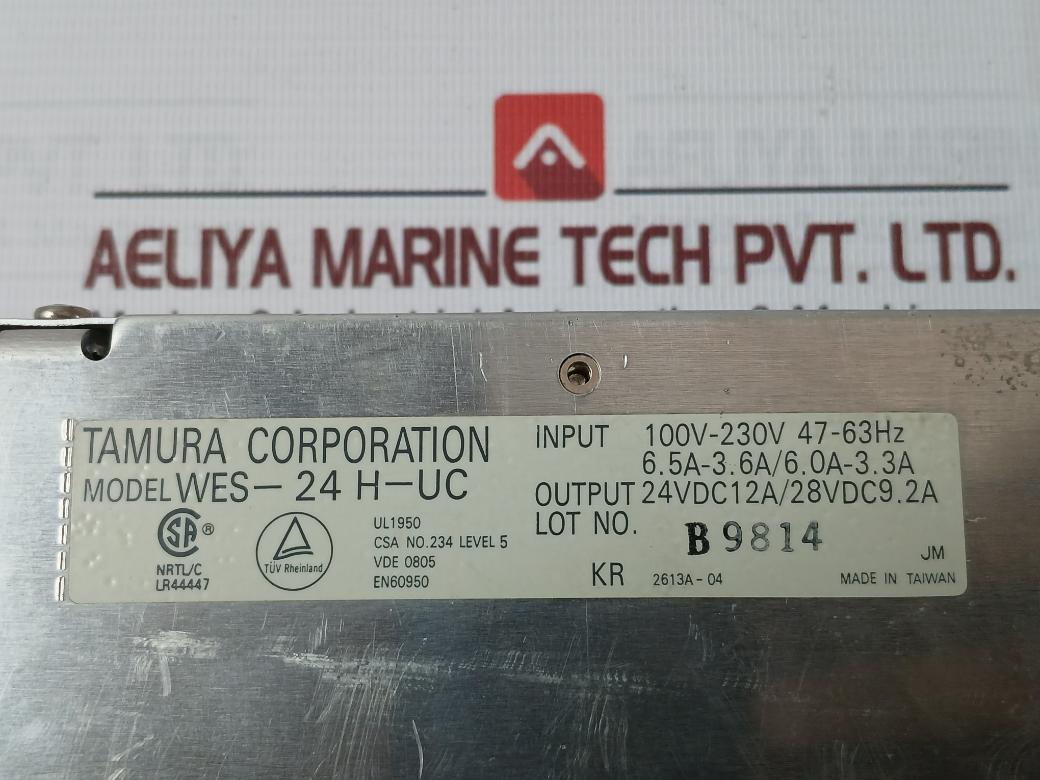 AELIYA MARINE TECH PVT. LTD.
TAMURA CORPORATION
MODEL WES-24 H-UC
INPUT 100V-230V 47-63Hz
6.5A-3.6A/6.0A-3.3A
OUTPUT 24VDC12A/28VDC9.2A
LOT NO. B 9814
SA ®
NRTL/C
LR44447
TÜV Rheinland
UL1950
CSA NO.234 LEVEL 5
VDE 0805
EN60950
KR 2613A-04
JM
MADE IN TAIWAN